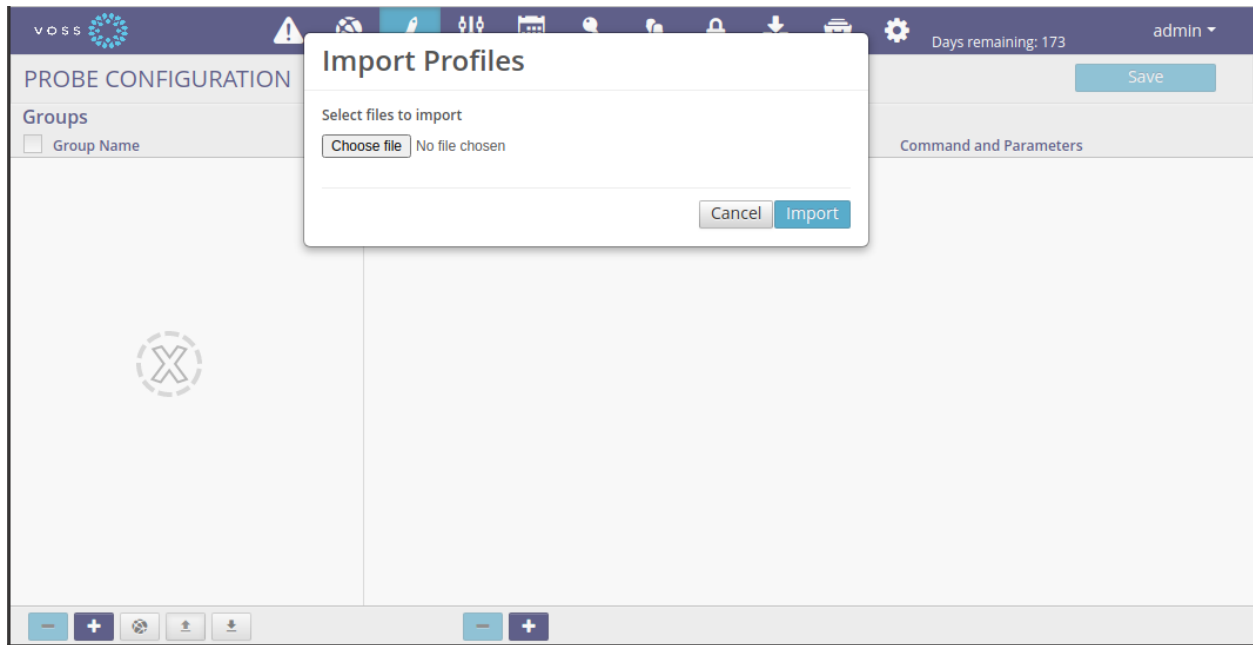 voss
Days remaining: 173
admin
PROBE CONFIGURATION
Save
Import Profiles
Groups
Group Name
Select files to import
Choose file No file chosen
Command and Parameters
Cancel Import